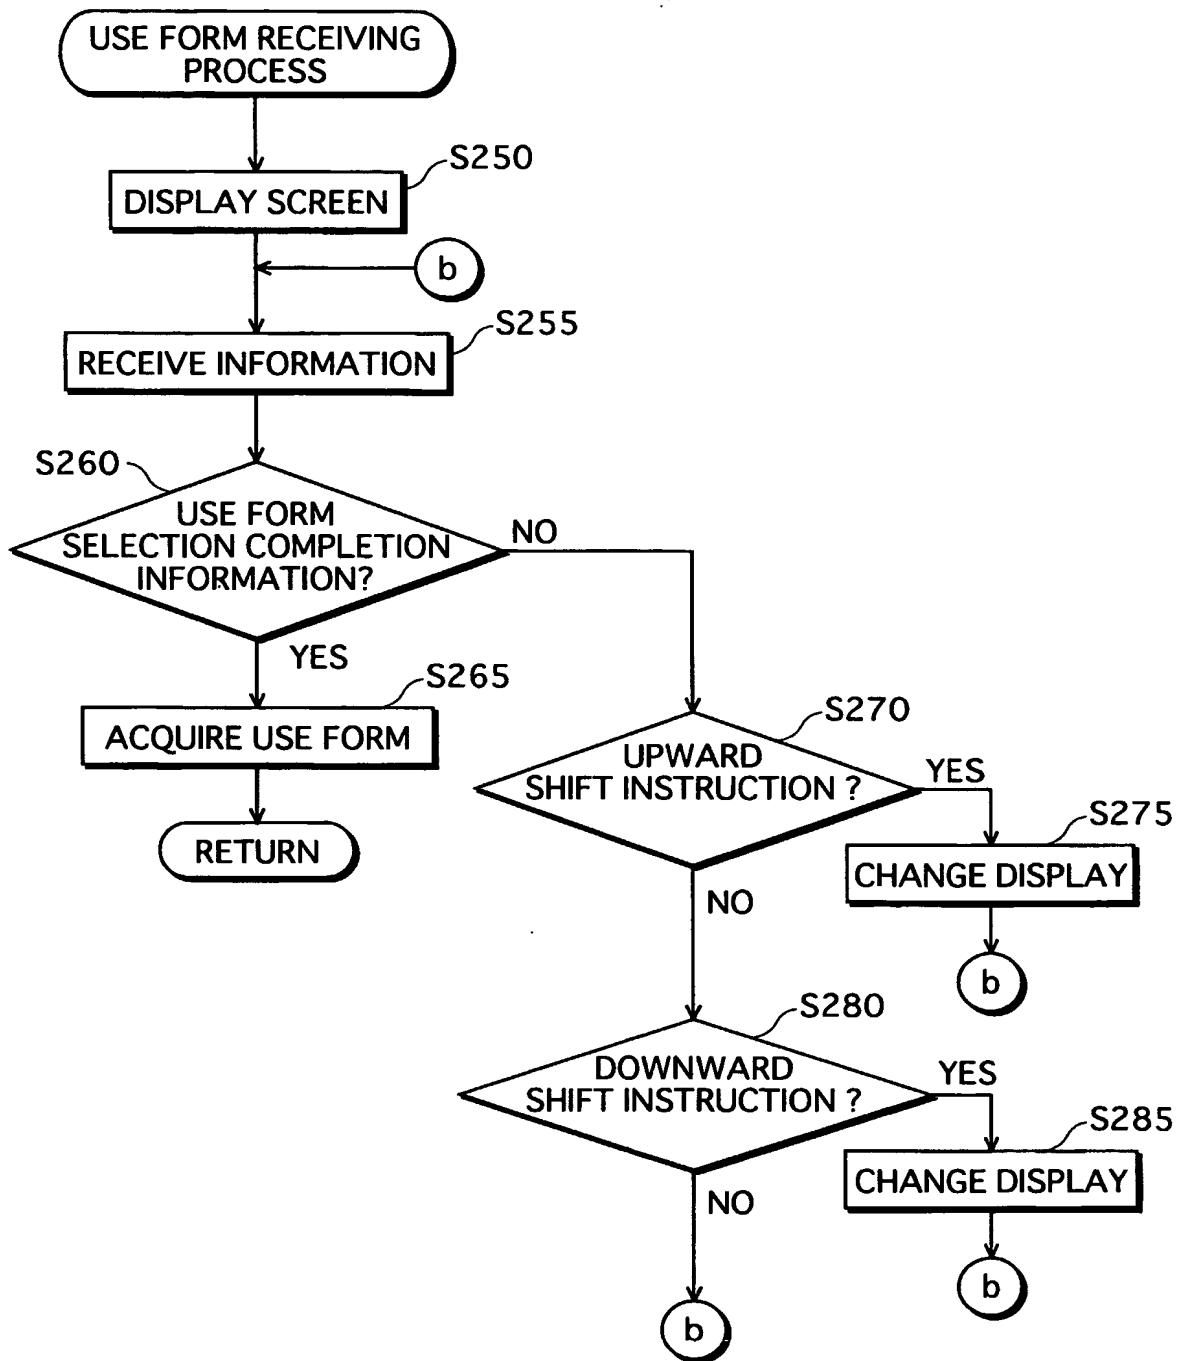 USE FORM RECEIVING
PROCESS
S250
DISPLAY SCREEN
b
S255
RECEIVE INFORMATION
S260
USE FORM
SELECTION COMPLETION
INFORMATION?
NO
YES
S265
ACQUIRE USE FORM
RETURN
S270
UPWARD
SHIFT INSTRUCTION ?
YES
S275
CHANGE DISPLAY
b
NO
S280
DOWNWARD
SHIFT INSTRUCTION ?
YES
S285
CHANGE DISPLAY
b
NO
b